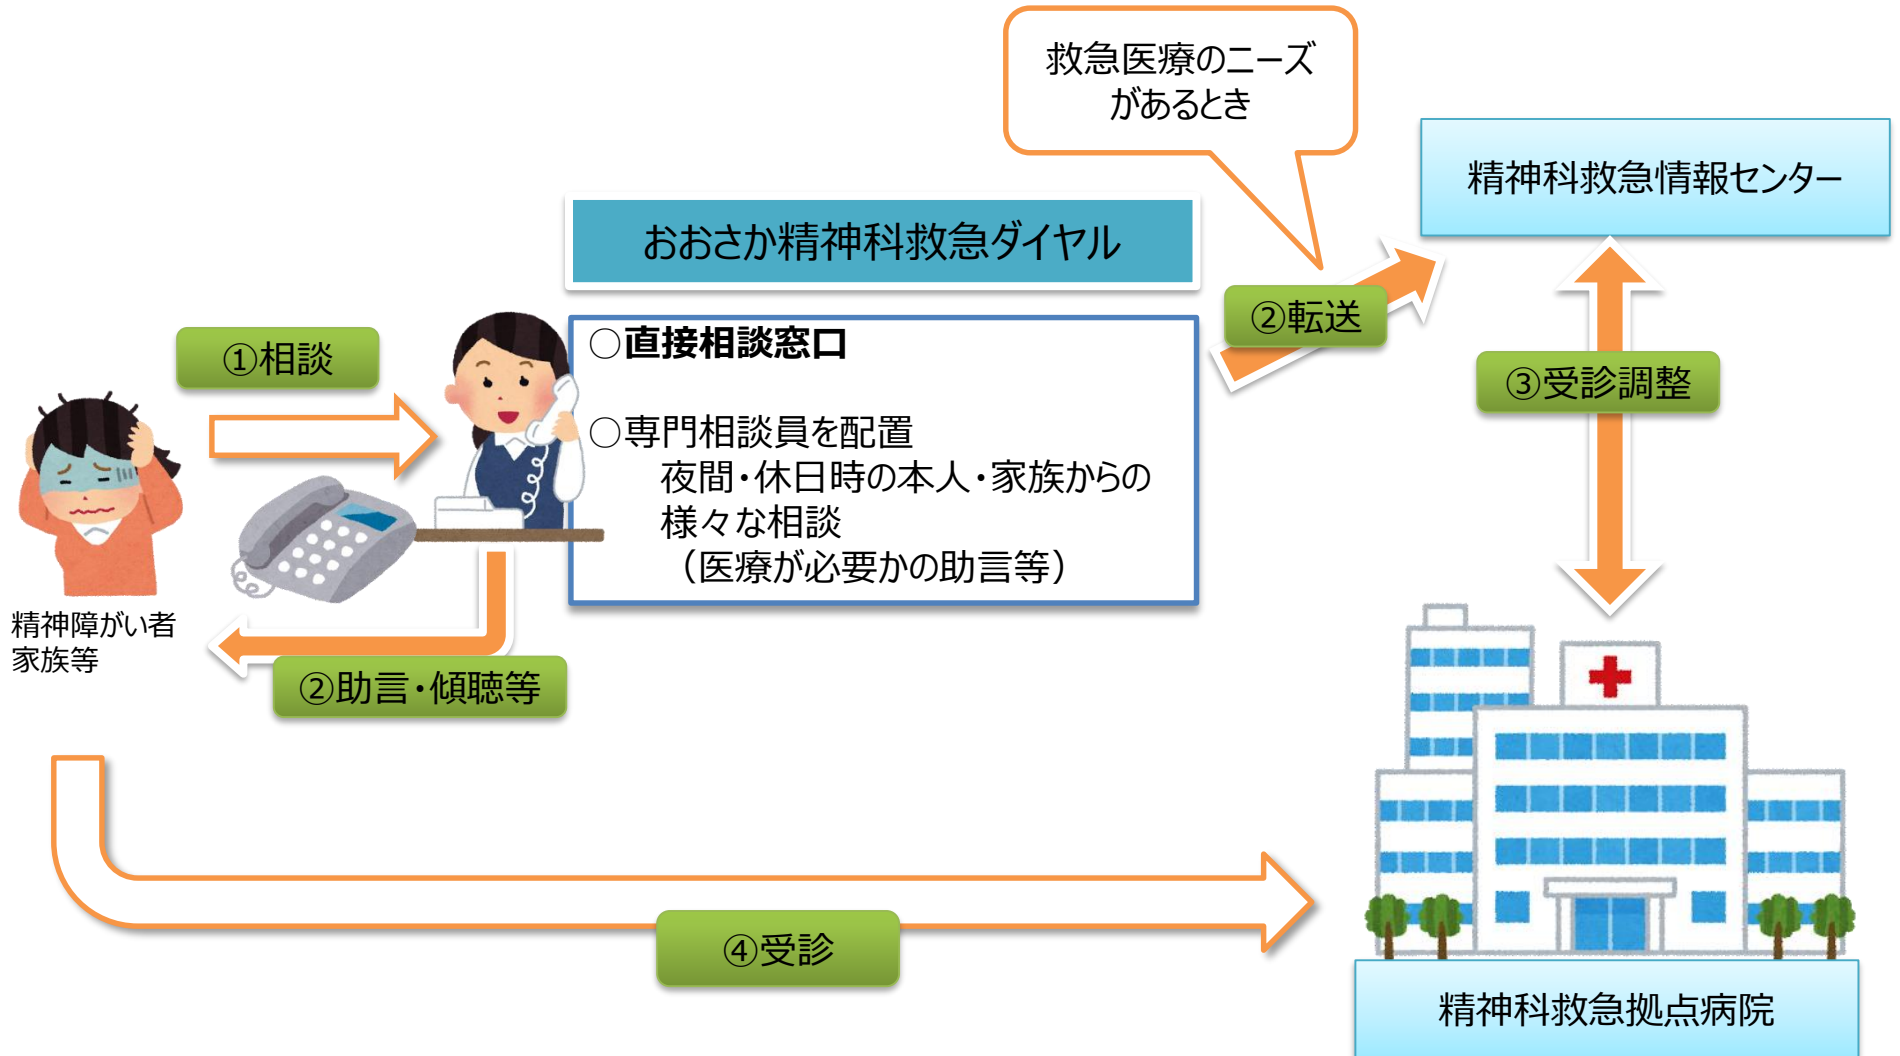 救急医療のニーズ
があるとき
精神科救急情報センター
おおさか精神科救急ダイヤル
②転送
①相談
○直接相談窓口
③受診調整
○専門相談員を配置
夜間・休日時の本人・家族からの
様々な相談
（医療が必要かの助言等）
精神障がい者
家族等
②助言・傾聴等
④受診
精神科救急拠点病院